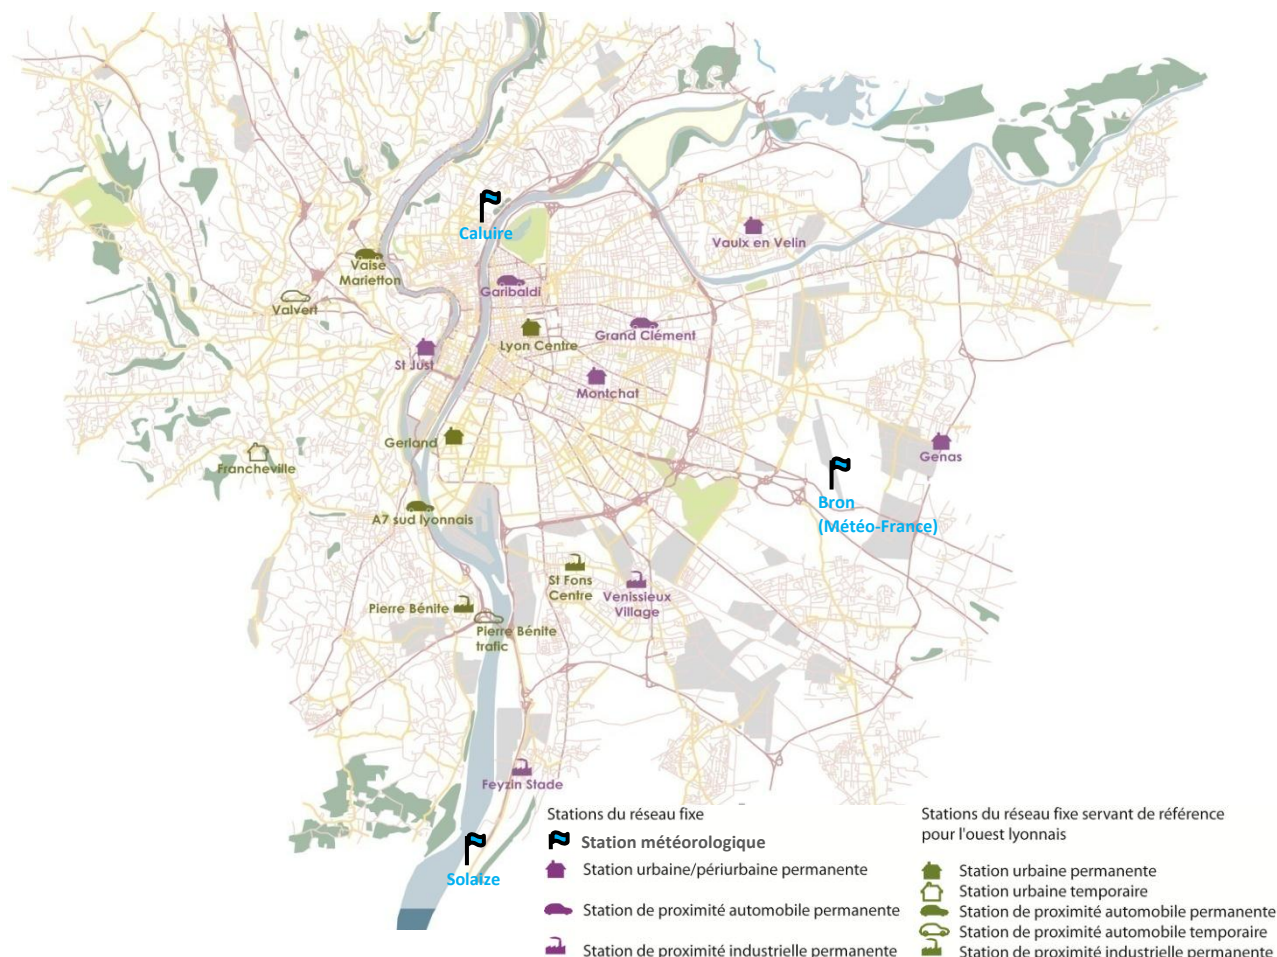 Caluire
Vaulx en Velin
Vaise
Marietton
Garibaldi
Valvert
Grand Clément
Lyon Centre
St Just
Montchat
Gerland
Genas
Francheville
Bron
(Météo-France)
A7 sud lyonnais
St Fons
Centre
Venissieux
Village
Pierre Bénite
Pierre Bénite
trafic
Feyzin Stade
Solaize
Stations du réseau fixe
Station météorologique
Station urbaine/périurbaine permanente
Station de proximité automobile permanente
Station de proximité industrielle permanente
Stations du réseau fixe servant de référence
pour l'ouest lyonnais
Station urbaine permanente
Station urbaine temporaire
Station de proximité automobile permanente
Station de proximité automobile temporaire
Station de proximité industrielle permanente